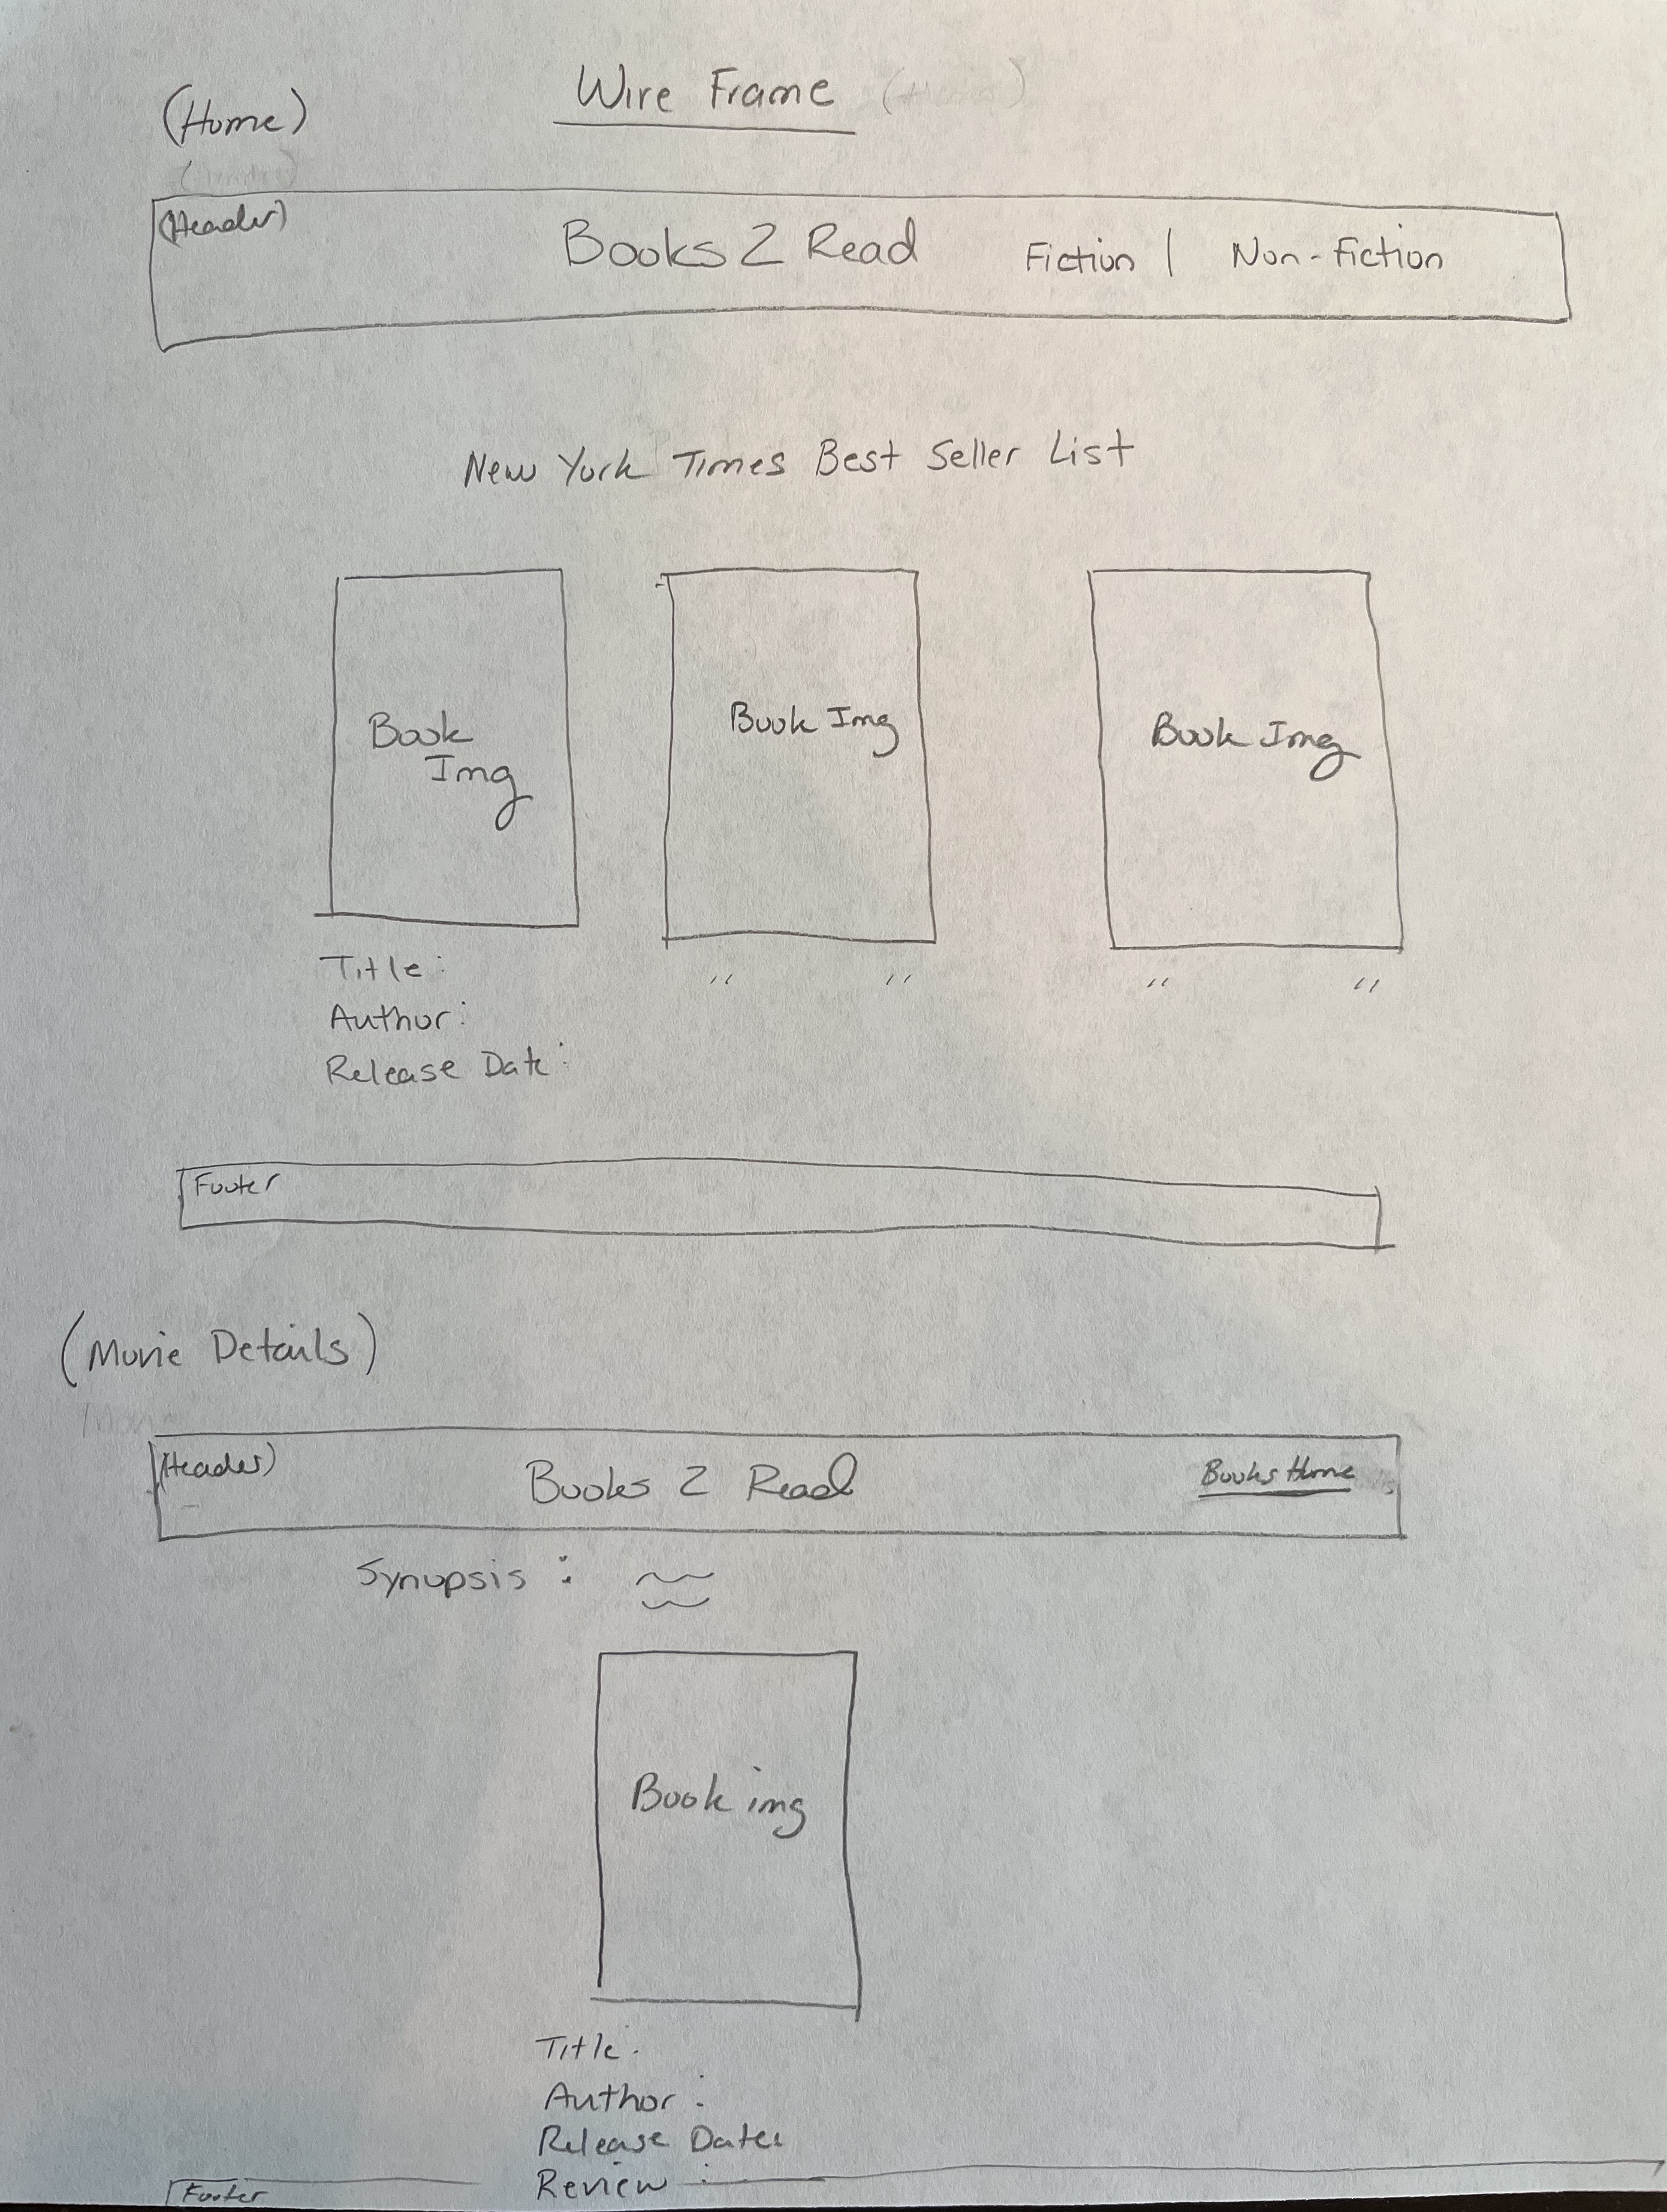 (Home)
Wire Frame
(Header)
Books 2 Read
Fiction | Non-Fiction
New York Times Best Seller List
Book
Img
Book Img
Book Img
Title:
Author:
Release Date:
" "
" "
Footer
(Movie Details)
(Header)
Books 2 Read
Books Home
Synopsis :
Book img
Title:
Author:
Release Date:
Review :
Footer